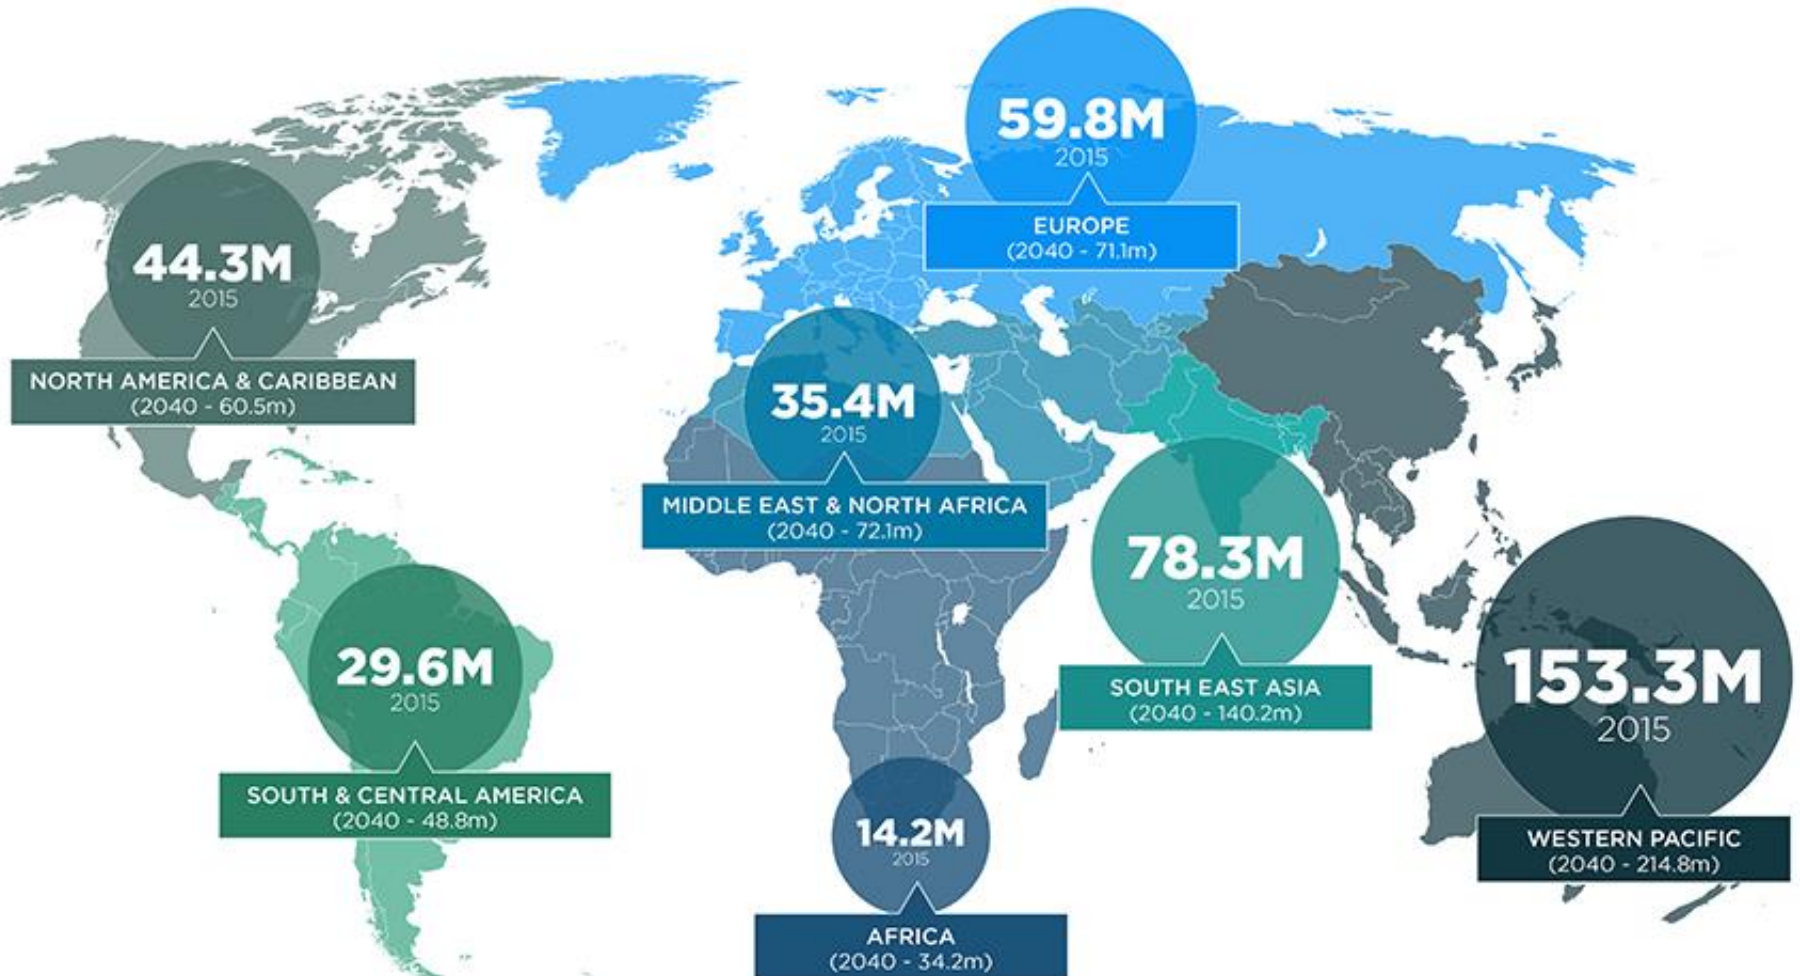 59.8M
2015
EUROPE
(2040 - 71.1m)
44.3M
2015
NORTH AMERICA & CARIBBEAN
(2040 - 60.5m)
35.4M
2015
MIDDLE EAST & NORTH AFRICA
(2040 - 72.1m)
78.3M
2015
SOUTH EAST ASIA
(2040 - 140.2m)
153.3M
2015
WESTERN PACIFIC
(2040 - 214.8m)
29.6M
2015
SOUTH & CENTRAL AMERICA
(2040 - 48.8m)
14.2M
2015
AFRICA
(2040 - 34.2m)